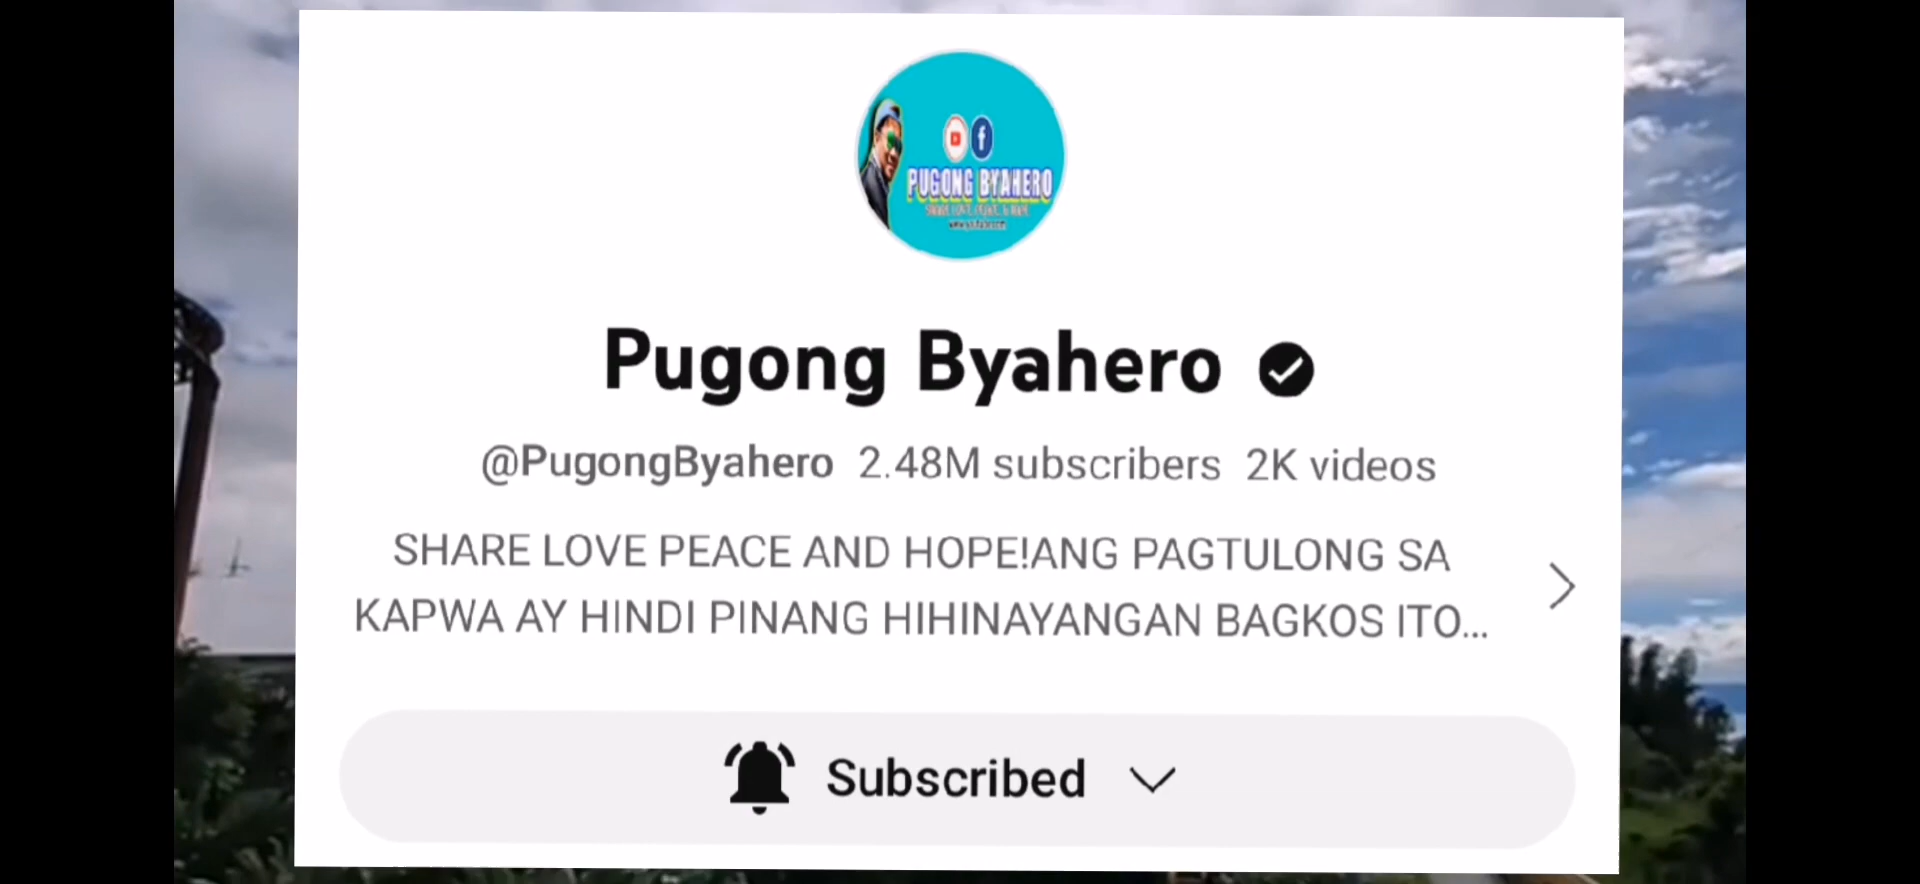 PUGONG BYAHERO
Pugong Byahero
@PugongByahero 2.48M subscribers 2K videos
SHARE LOVE PEACE AND HOPE!ANG PAGTULONG SA
KAPWA AY HINDI PINANG HIHINAYANGAN BAGKOS ITO...
Subscribed